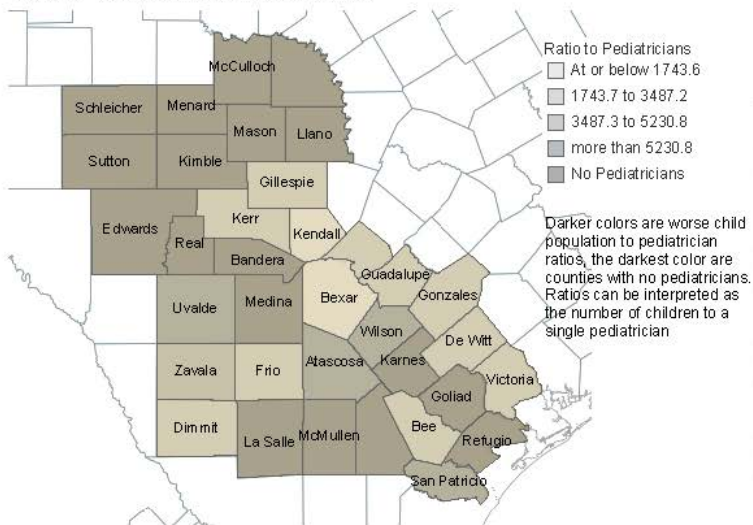 Ratio to Pediatricians
At or below 1743.6
1743.7 to 3487.2
3487.3 to 5230.8
more than 5230.8
No Pediatricians
Darker colors are worse child
population to pediatrician
ratios, the darkest color are
counties with no pediatricians.
Ratios can be interpreted as
the number of children to a
single pediatrician
McCulloch
Schleicher
Menard
Mason
Llano
Sutton
Kimble
Gillespie
Edwards
Real
Kerr
Kendall
Bandera
Guadalupe
Uvalde
Medina
Bexar
Gonzales
Wilson
De Witt
Zavala
Frio
Atascosa
Karnes
Victoria
Goliad
Dimmit
La Salle
McMullen
Bee
Refugio
San Patricio